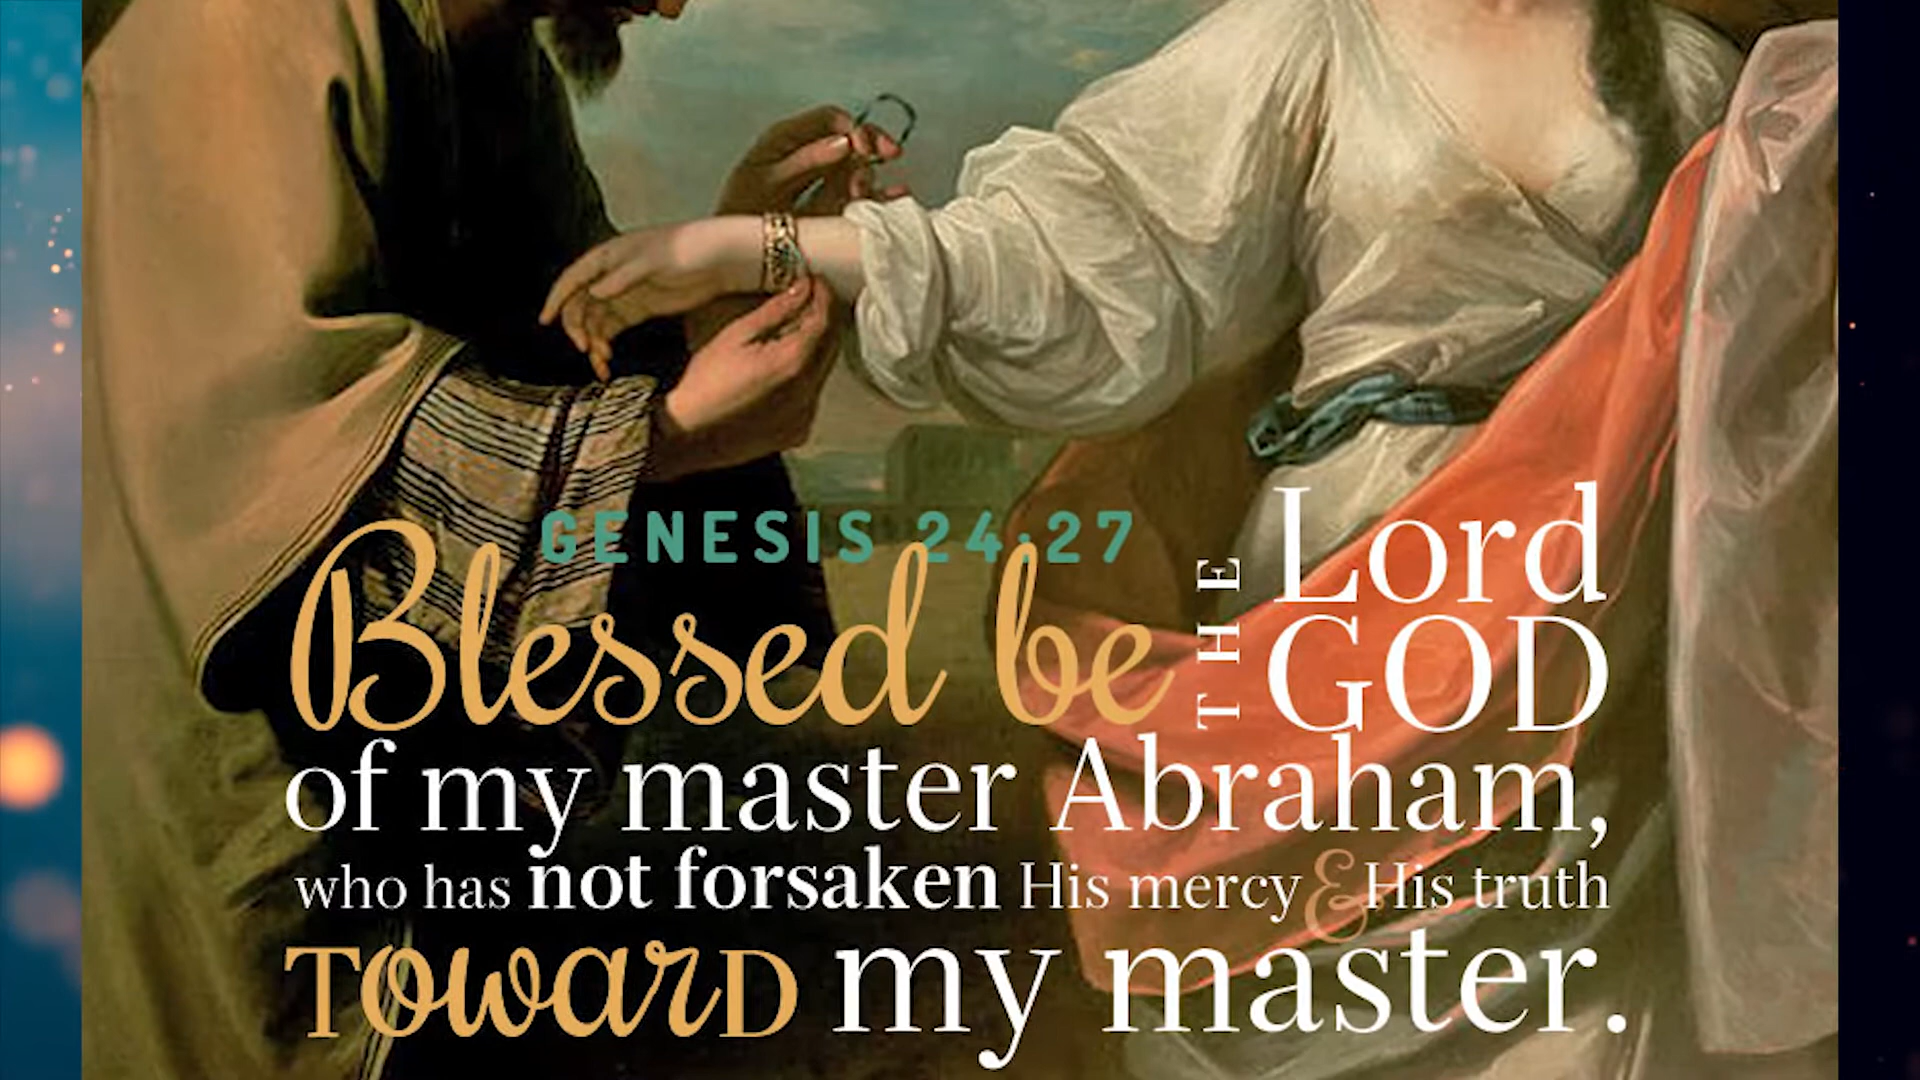 GENESIS 24:27
Blessed be THE Lord GOD
of my master Abraham,
who has not forsaken His mercy & His truth
TOWARD my master.